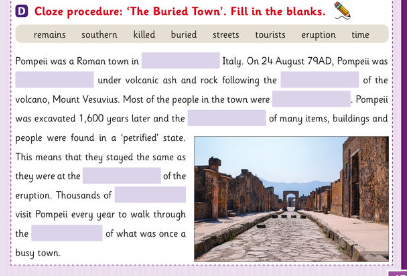 D Cloze procedure: ‘The Buried Town’. Fill in the blanks.
remains southern killed buried streets tourists eruption time
Pompeii was a Roman town in Italy. On 24 August 79AD, Pompeii was
under volcanic ash and rock following the of the
volcano, Mount Vesuvius. Most of the people in the town were . Pompeii
was excavated 1,600 years later and the of many items, buildings and
people were found in a ‘petrified’ state.
This means that they stayed the same as
they were at the of the
eruption. Thousands of
visit Pompeii every year to walk through
the of what was once a
busy town.